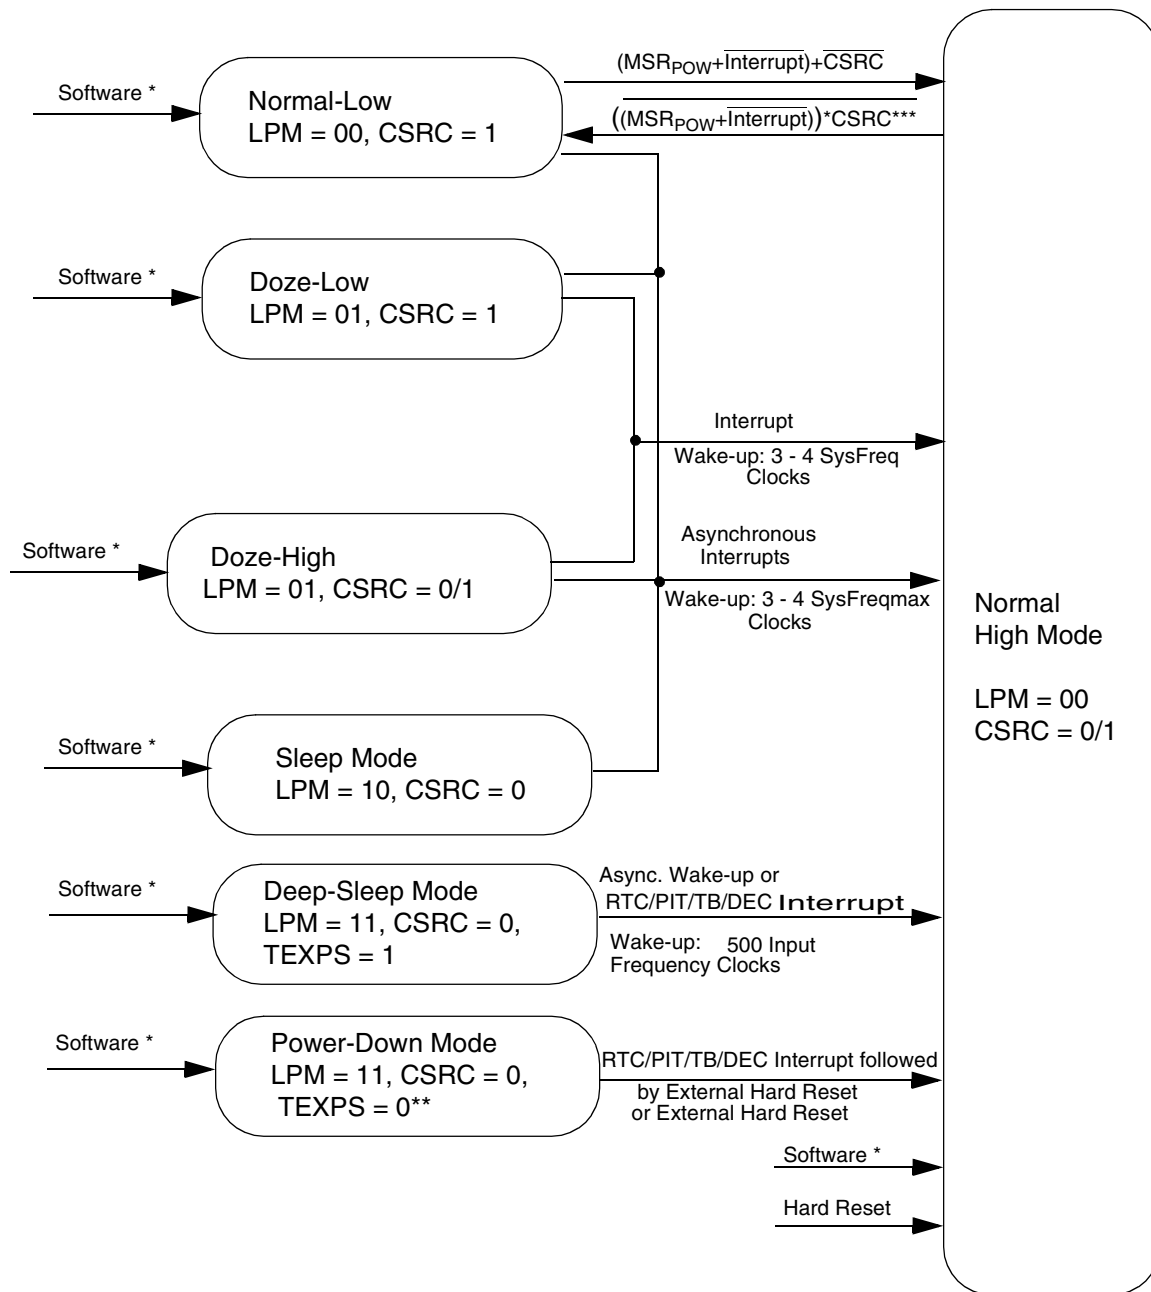 Software *
Normal-Low
LPM = 00, CSRC = 1
(MSRPOW+Interrupt)+CSRC
((MSRPOW+Interrupt))*CSRC***
Software *
Doze-Low
LPM = 01, CSRC = 1
Interrupt
Wake-up: 3 - 4 SysFreq
Clocks
Software *
Doze-High
LPM = 01, CSRC = 0/1
Asynchronous
Interrupts
Wake-up: 3 - 4 SysFreqmax
Clocks
Normal
High Mode
LPM = 00
CSRC = 0/1
Software *
Sleep Mode
LPM = 10, CSRC = 0
Software *
Deep-Sleep Mode
LPM = 11, CSRC = 0,
TEXPS = 1
Async. Wake-up or
RTC/PIT/TB/DEC Interrupt
Wake-up: 500 Input
Frequency Clocks
Software *
Power-Down Mode
LPM = 11, CSRC = 0,
TEXPS = 0**
RTC/PIT/TB/DEC Interrupt followed
by External Hard Reset
or External Hard Reset
Software *
Hard Reset